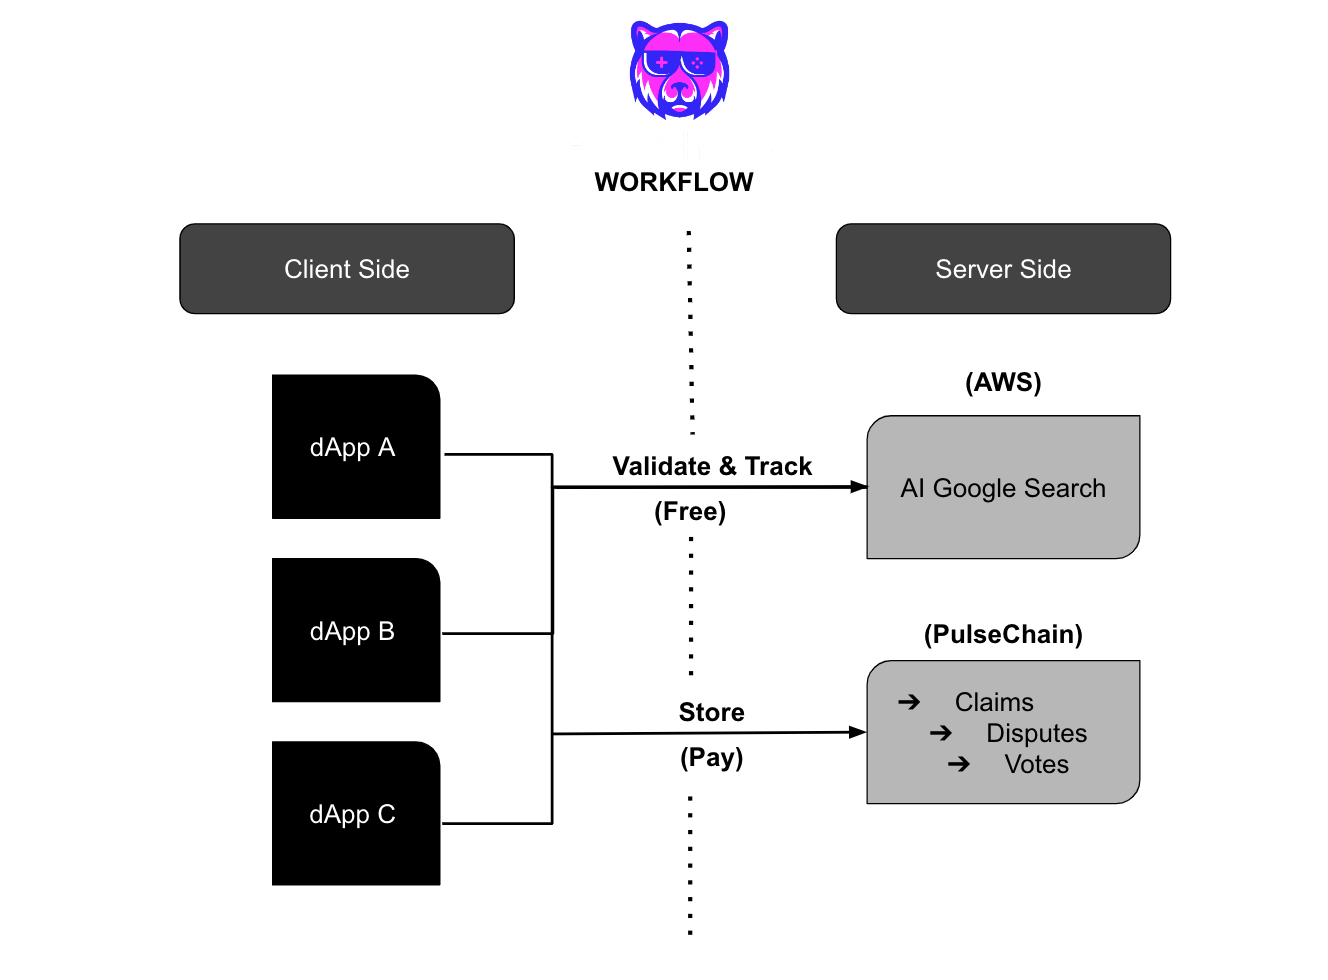 WORKFLOW
Client Side
Server Side
(AWS)
dApp A
Validate & Track
(Free)
AI Google Search
dApp B
(PulseChain)
Store
(Pay)
➔ Claims
➔ Disputes
➔ Votes
dApp C